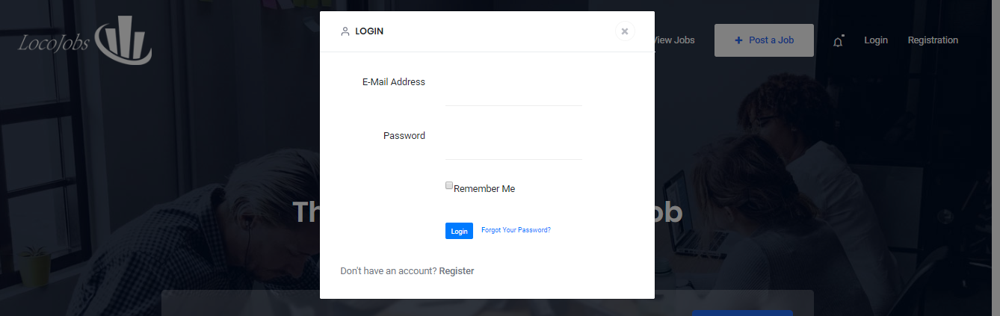 LocoJobs
LOGIN
View Jobs
+ Post a Job
Login
Registration
E-Mail Address
Password
Remember Me
Login
Forgot Your Password?
Don't have an account? Register